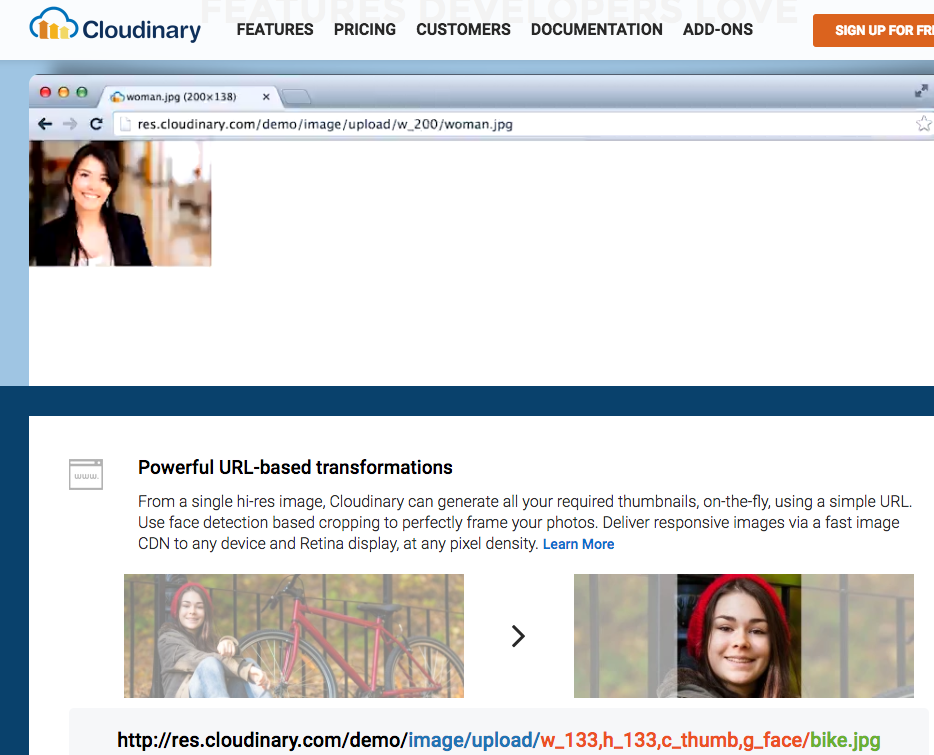 FEATURES DEVELOPERS LOVE
Cloudinary FEATURES PRICING CUSTOMERS DOCUMENTATION ADD-ONS SIGN UP FOR FRE
woman.jpg (200×138) ×
res.cloudinary.com/demo/image/upload/w_200/woman.jpg
www.
Powerful URL-based transformations
From a single hi-res image, Cloudinary can generate all your required thumbnails, on-the-fly, using a simple URL.
Use face detection based cropping to perfectly frame your photos. Deliver responsive images via a fast image
CDN to any device and Retina display, at any pixel density. Learn More
http://res.cloudinary.com/demo/image/upload/w_133,h_133,c_thumb,g_face/bike.jpg